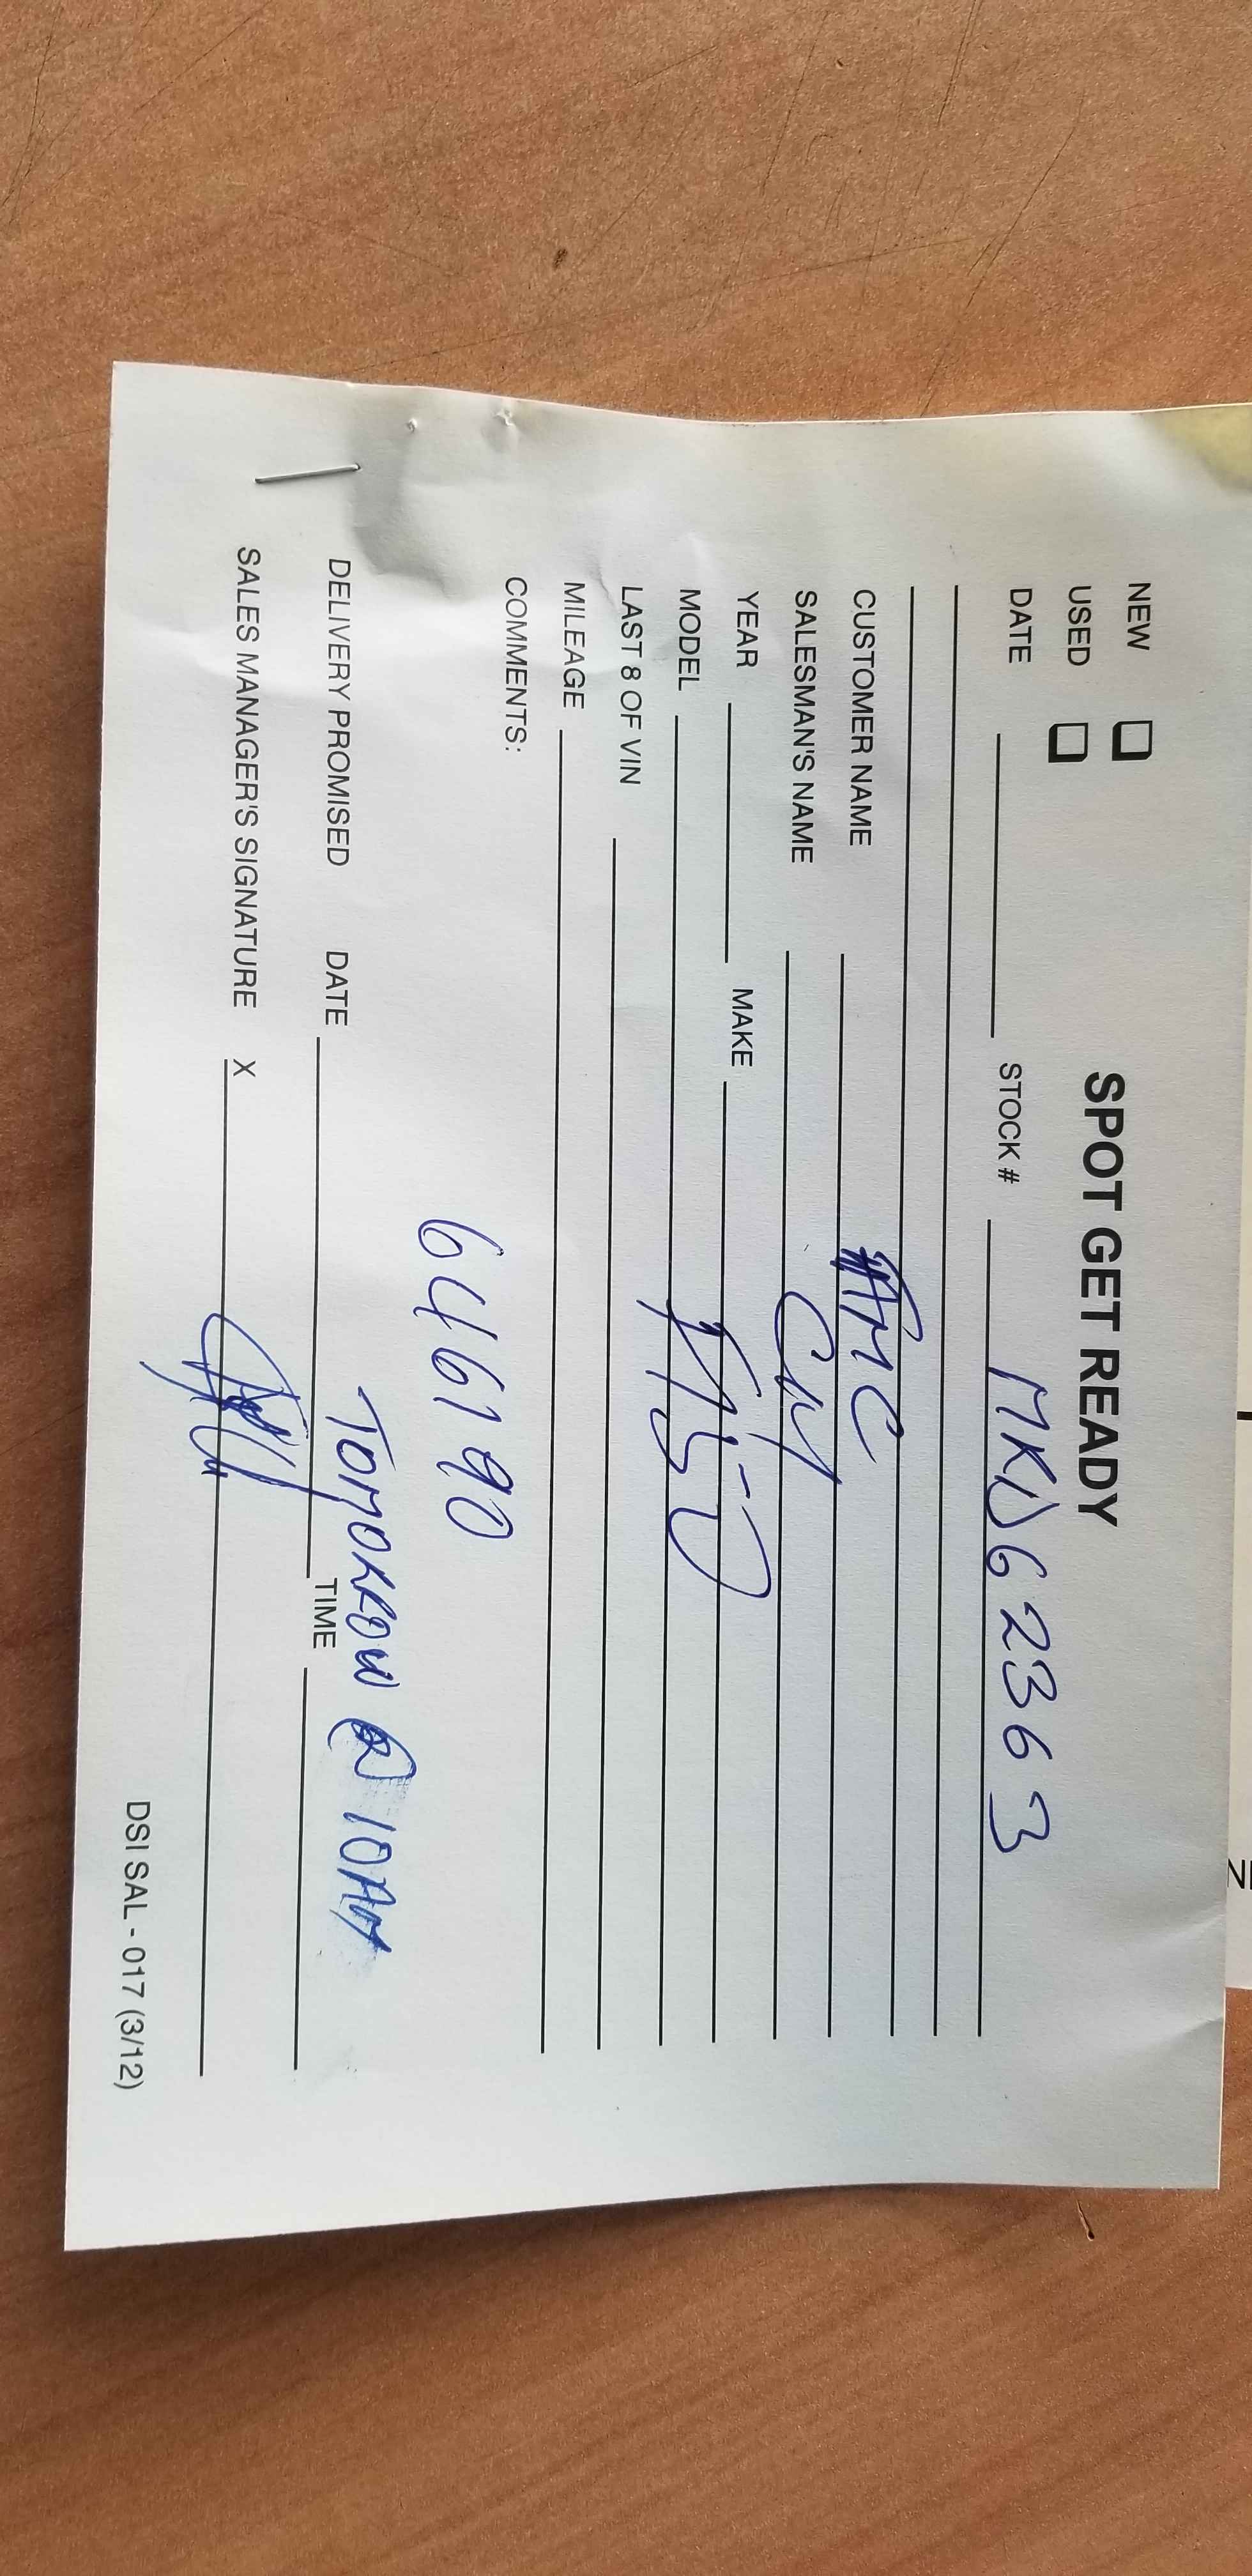 SPOT GET READY
NEW
USED
DATE STOCK # MKD62363
CUSTOMER NAME AMC
SALESMAN'S NAME
YEAR MAKE
MODEL F150
LAST 8 OF VIN
MILEAGE
COMMENTS:
646190
TOMORROW @ 10AM
DELIVERY PROMISED DATE TIME
SALES MANAGER'S SIGNATURE X
DSI SAL - 017 (3/12)